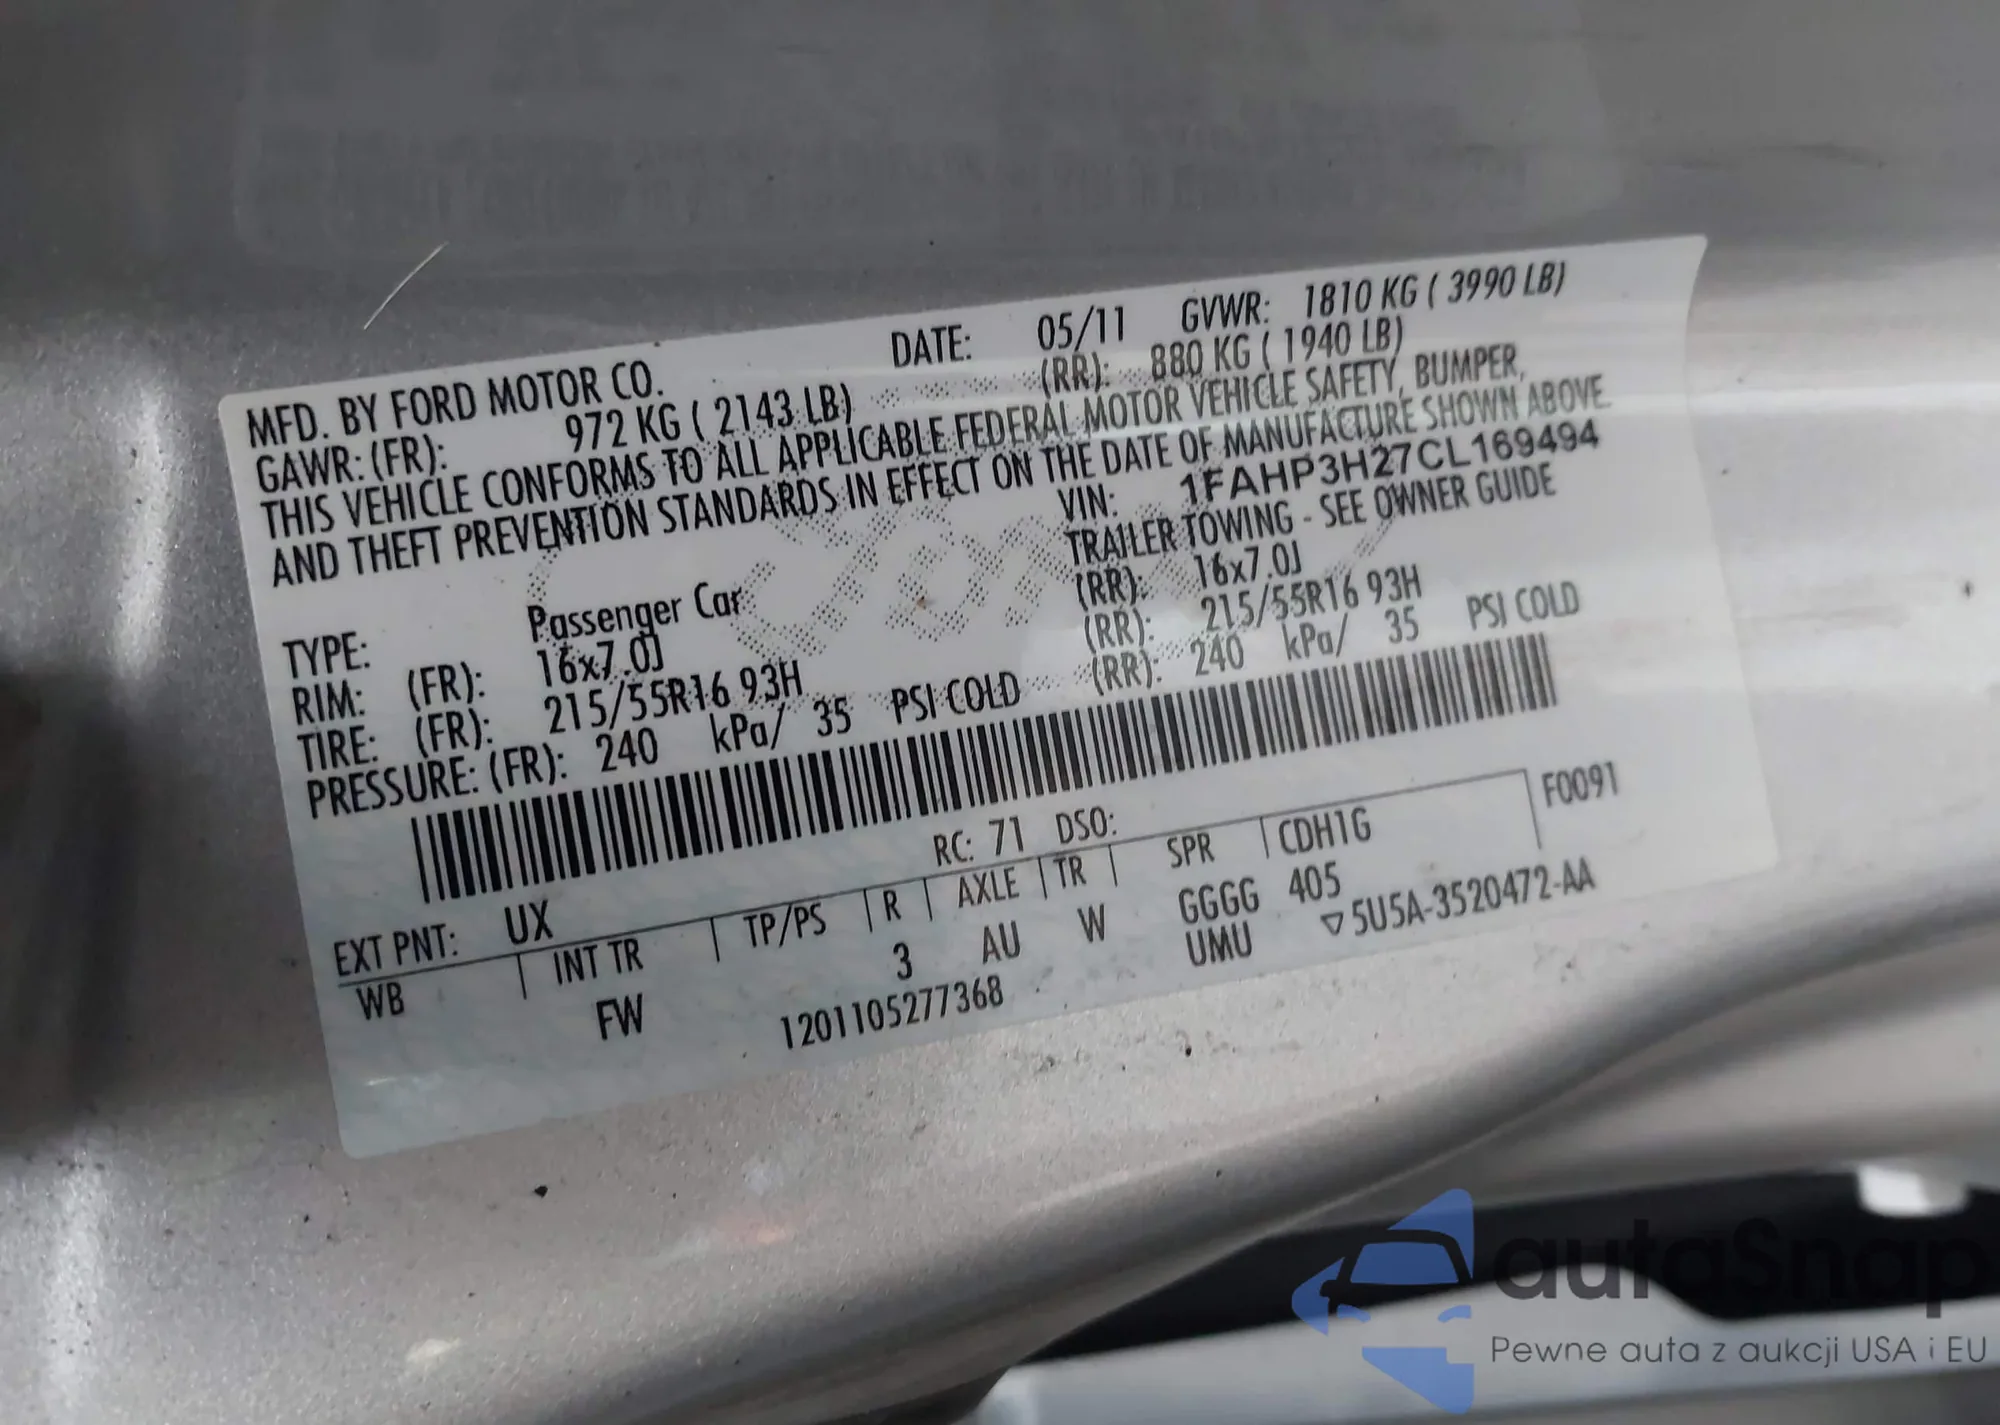 MFD. BY FORD MOTOR CO. DATE: 05/11 GVWR: 1810 KG ( 3990 LB)
GAWR: (FR): 972 KG ( 2143 LB) (RR): 880 KG ( 1940 LB)
THIS VEHICLE CONFORMS TO ALL APPLICABLE FEDERAL MOTOR VEHICLE SAFETY, BUMPER,
AND THEFT PREVENTION STANDARDS IN EFFECT ON THE DATE OF MANUFACTURE SHOWN ABOVE.
VIN: 1FAHP3H27CL169494
TYPE: Passenger Car TRAILER TOWING - SEE OWNER GUIDE
RIM: (FR): 16x7.0J (RR): 16x7.0J
TIRE: (FR): 215/55R16 93H (RR): 215/55R16 93H
PRESSURE: (FR): 240 kPa/ 35 PSI COLD (RR): 240 kPa/ 35 PSI COLD
EXT PNT: UX RC: 71 DSO: F0091
WB INT TR TP/PS R AXLE TR SPR CDH1G
FW 3 AU W GGGG 405
1201105277368 UMU ▽5U5A-3520472-AA
autaSnap
Pewne auta z aukcji USA i EU